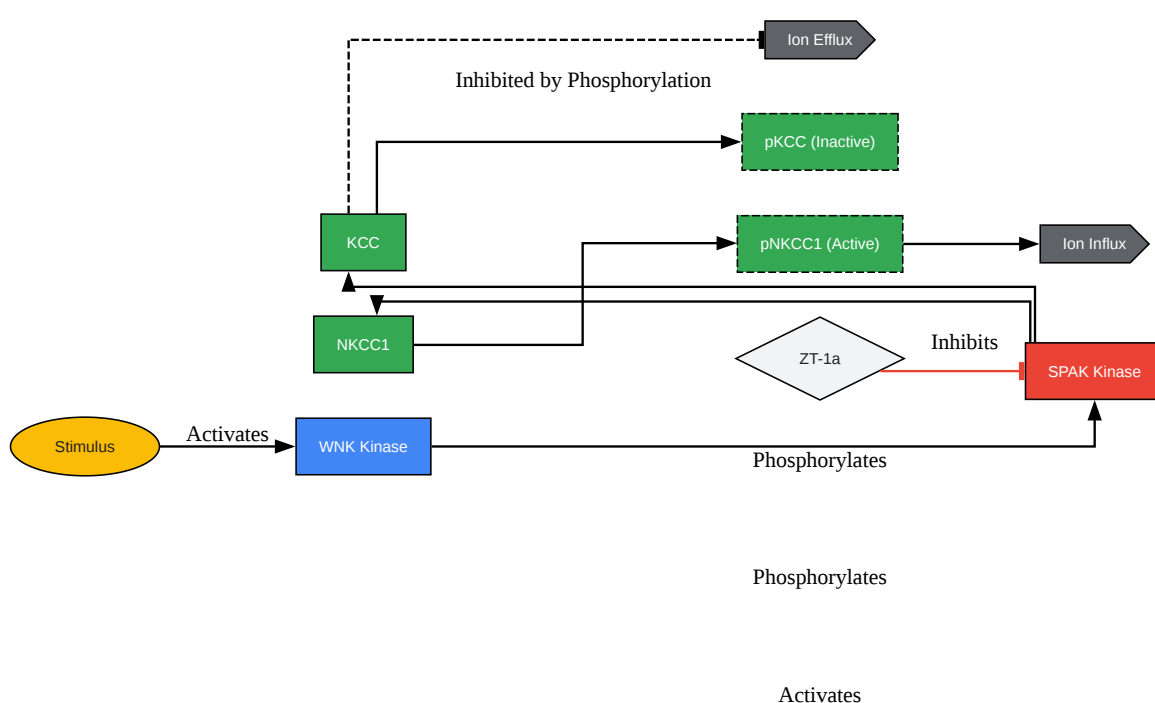 Ion Efflux
Inhibited by Phosphorylation
pKCC (Inactive)
KCC
pNKCC1 (Active)
Ion Influx
NKCC1
ZT-1a
Inhibits
SPAK Kinase
Stimulus
Activates
WNK Kinase
Phosphorylates
Phosphorylates
Activates